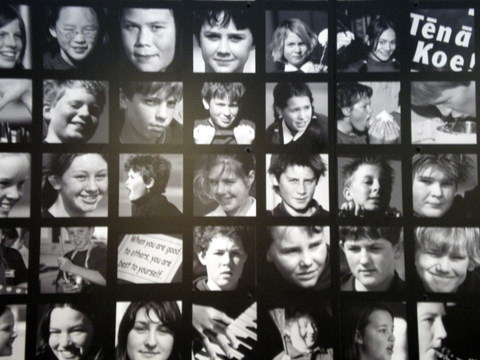 Tēnā
Koe!
When you are good
to others, you are
best to yourself